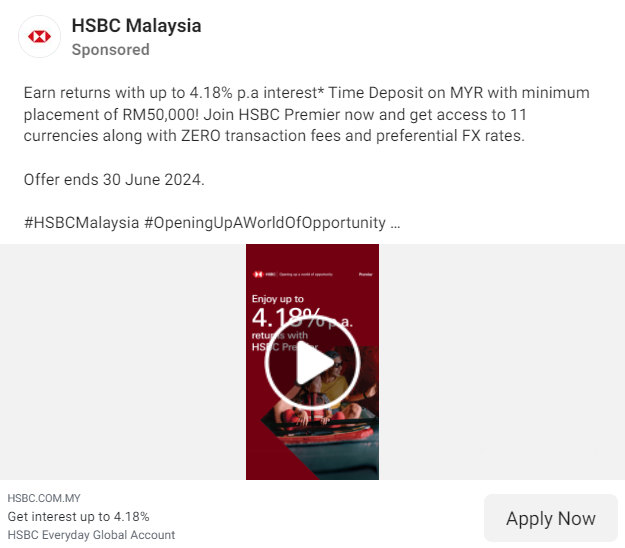 HSBC Malaysia
Sponsored
Earn returns with up to 4.18% p.a interest* Time Deposit on MYR with minimum
placement of RM50,000! Join HSBC Premier now and get access to 11
currencies along with ZERO transaction fees and preferential FX rates.
Offer ends 30 June 2024.
#HSBCMalaysia #OpeningUpAWorldOfOpportunity ...
HSBC Opening up a world of opportunity Premier
Enjoy up to
4.18% p.a.
returns with
HSBC Premier
HSBC.COM.MY
Get interest up to 4.18%
HSBC Everyday Global Account
Apply Now